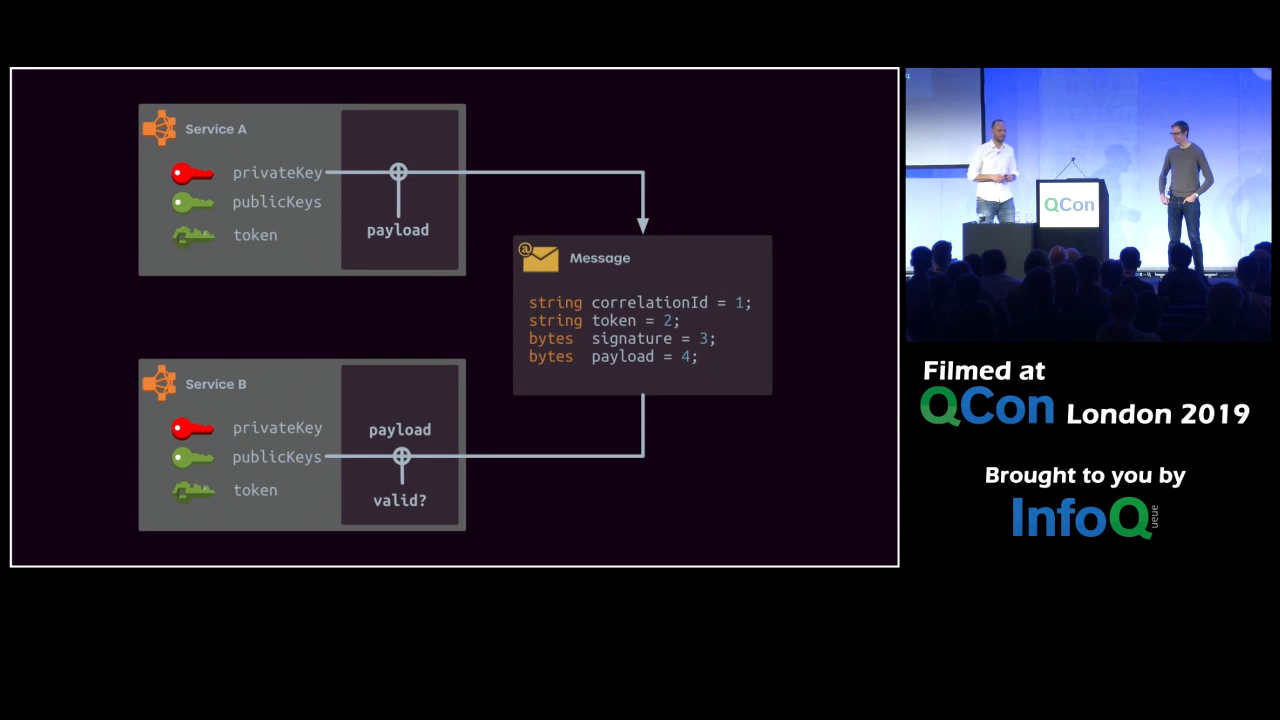 Service A
privateKey
publicKeys
token
payload
@
Message
string correlationId = 1;
string token = 2;
bytes signature = 3;
bytes payload = 4;
Service B
privateKey
publicKeys
token
payload
valid?
QCon
Filmed at
QCon London 2019
Brought to you by
InfoQueue